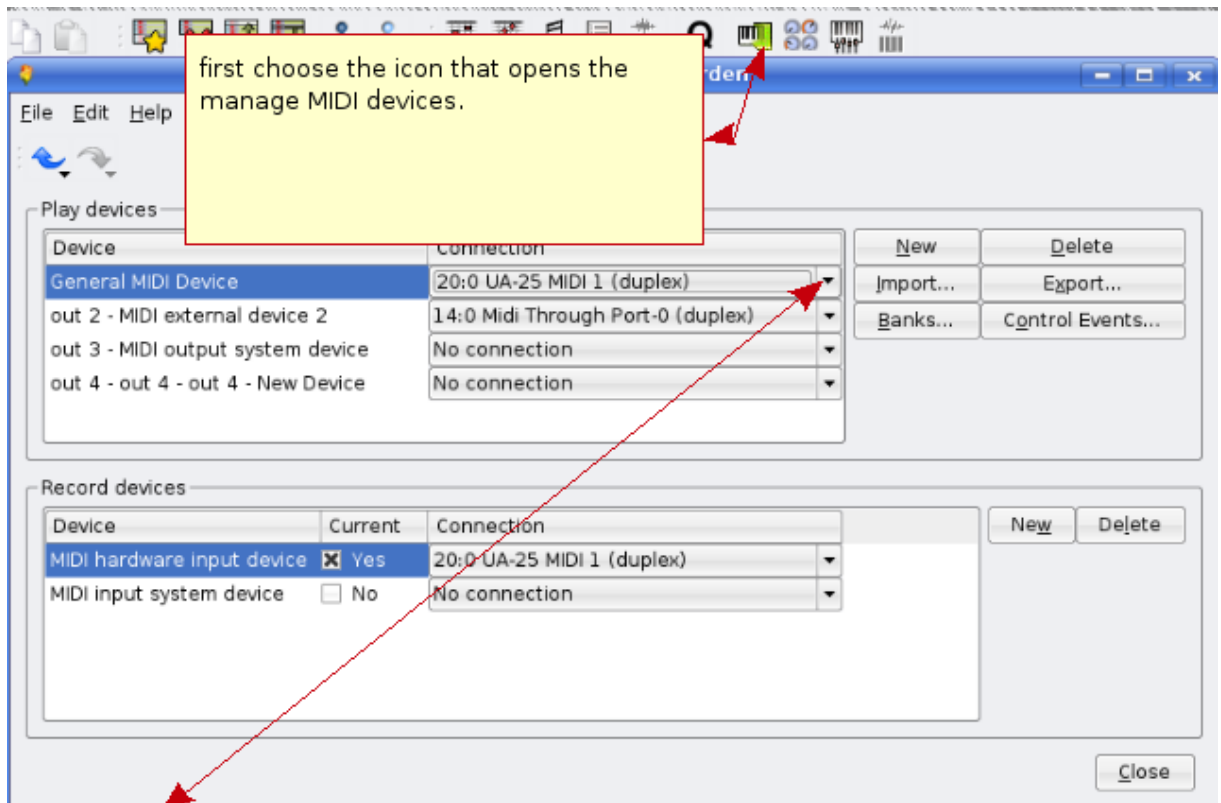 first choose the icon that opens the
manage MIDI devices.
File Edit Help
Play devices
Device Connection
New Delete
General MIDI Device 20:0 UA-25 MIDI 1 (duplex)
Import... Export...
out 2 - MIDI external device 2 14:0 Midi Through Port-0 (duplex)
Banks... Control Events...
out 3 - MIDI output system device No connection
out 4 - out 4 - out 4 - New Device No connection
Record devices
Device Current Connection
New Delete
MIDI hardware input device Yes 20:0 UA-25 MIDI 1 (duplex)
MIDI input system device No No connection
Close